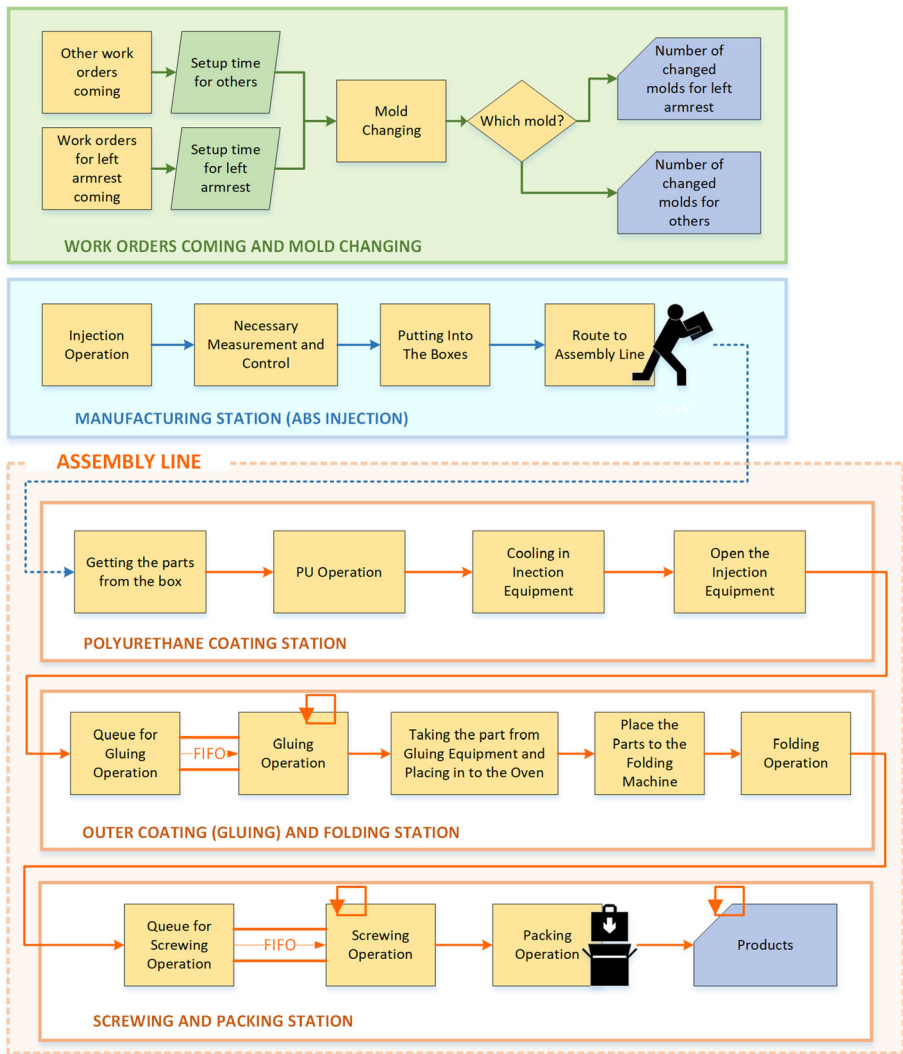 Other work
orders
coming
Setup time
for others
Work orders
for left
armrest
coming
Setup time
for left
armrest
Mold
Changing
Which mold?
Number of
changed
molds for left
armrest
Number of
changed
molds for
others
WORK ORDERS COMING AND MOLD CHANGING
Injection
Operation
Necessary
Measurement and
Control
Putting Into
The Boxes
Route to
Assembly Line
MANUFACTURING STATION (ABS INJECTION)
ASSEMBLY LINE
Getting the parts
from the box
PU Operation
Cooling in
Inection
Equipment
Open the
Injection
Equipment
POLYURETHANE COATING STATION
Queue for
Gluing
Operation
FIFO
Gluing
Operation
Taking the part from
Gluing Equipment and
Placing in to the Oven
Place the
Parts to the
Folding
Machine
Folding
Operation
OUTER COATING (GLUING) AND FOLDING STATION
Queue for
Screwing
Operation
FIFO
Screwing
Operation
Packing
Operation
Products
SCREWING AND PACKING STATION